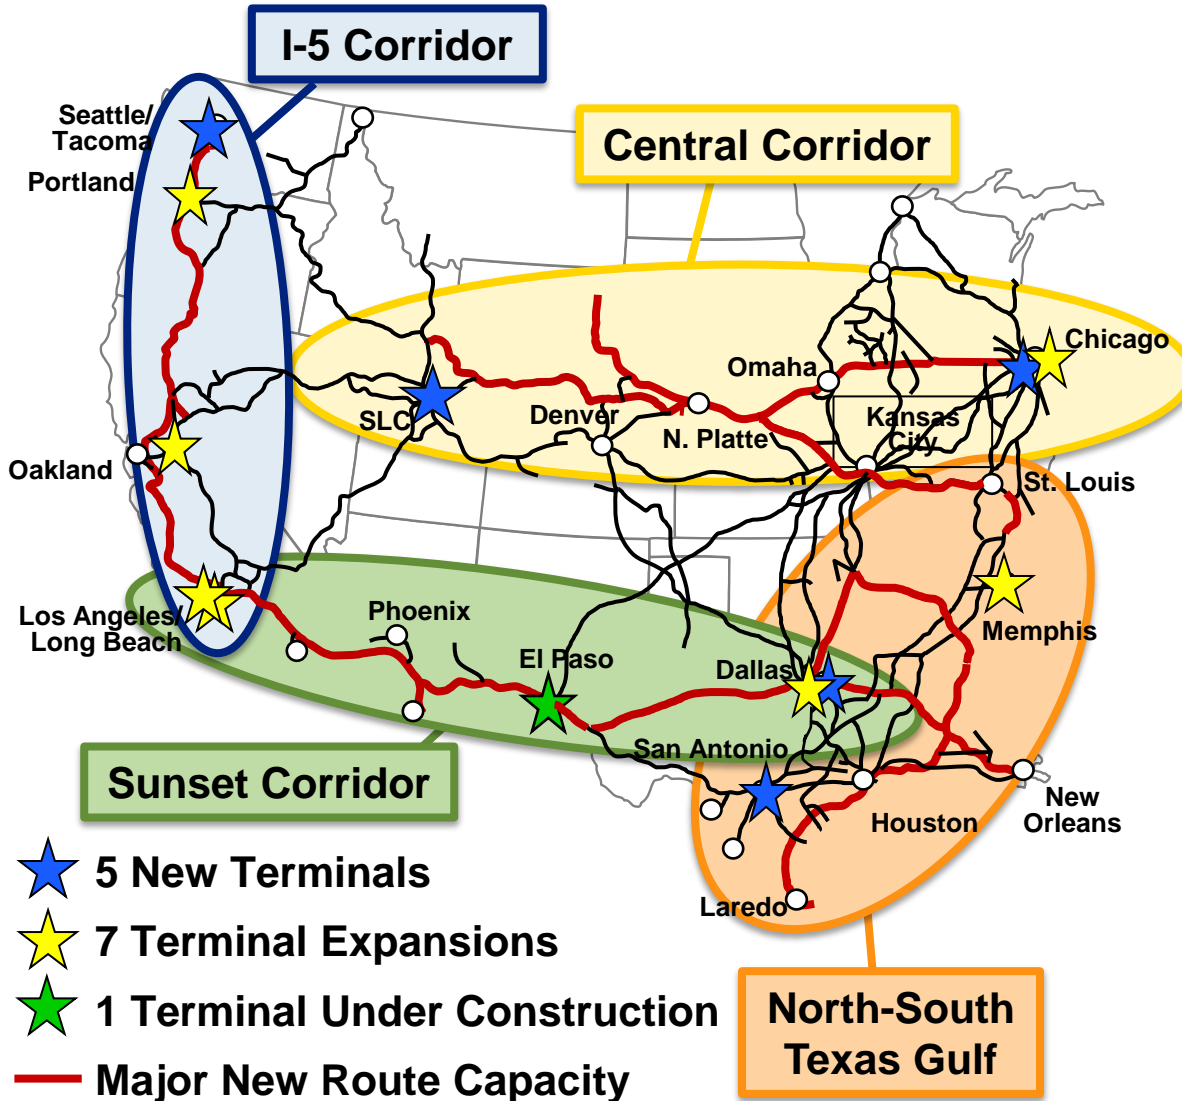 I-5 Corridor
Seattle/
Tacoma
Central Corridor
Portland
Chicago
Omaha
SLC
Denver
Kansas
City
N. Platte
Oakland
St. Louis
Los Angeles/
Long Beach
Phoenix
Memphis
El Paso
Dallas
San Antonio
Sunset Corridor
New
Orleans
Houston
Laredo
5 New Terminals
7 Terminal Expansions
1 Terminal Under Construction
Major New Route Capacity
North-South
Texas Gulf